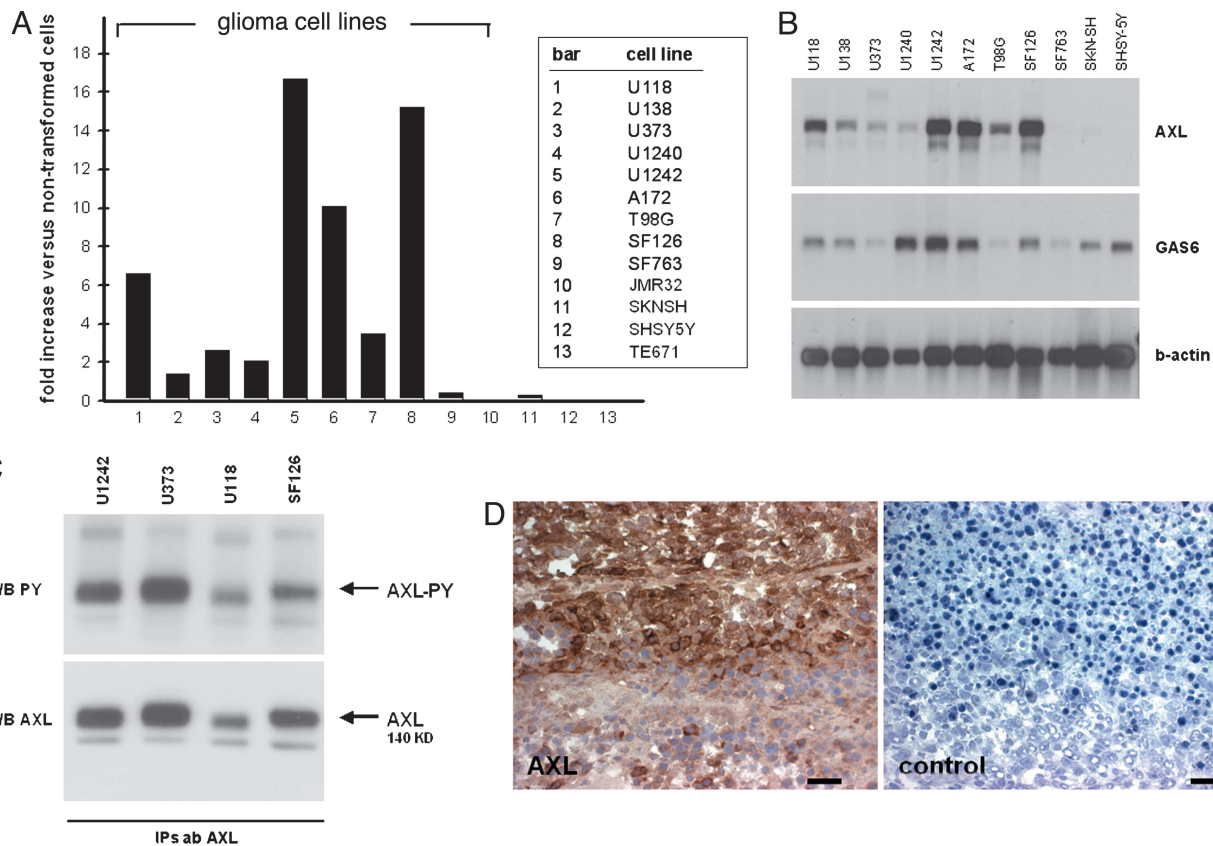 A
glioma cell lines
fold increase versus non-transformed cells
18
16
14
12
10
8
6
4
2
0
1 2 3 4 5 6 7 8 9 10 11 12 13
bar cell line
1 U118
2 U138
3 U373
4 U1240
5 U1242
6 A172
7 T98G
8 SF126
9 SF763
10 JMR32
11 SKNSH
12 SHSY5Y
13 TE671
B
U118 U138 U373 U1240 U1242 A172 T98G SF126 SF763 SKN-SH SHSY-5Y
AXL
GAS6
b-actin
U1242 U373 U118 SF126
PY
AXL-PY
AXL
AXL
140 KD
IPs ab AXL
D
AXL
control